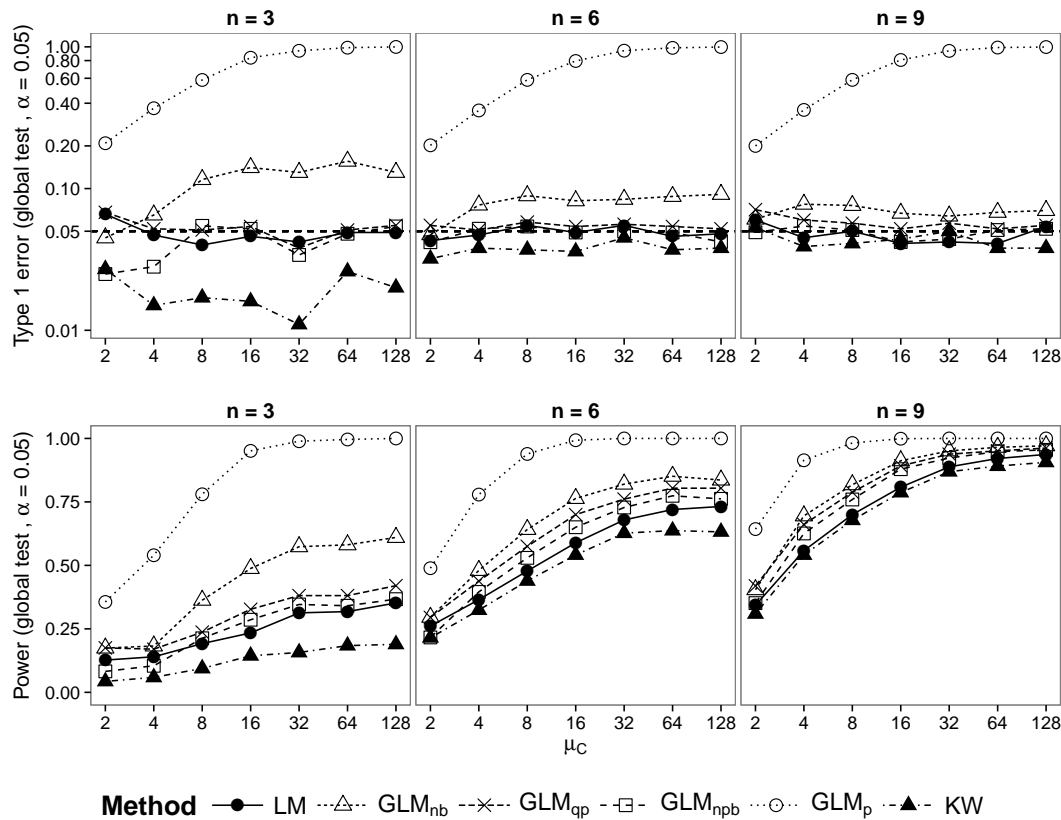 n = 3
n = 6
n = 9
Type 1 error (global test , α = 0.05)
1.00
0.80
0.60
0.40
0.20
0.10
0.05
0.01
2 4 8 16 32 64 128
2 4 8 16 32 64 128
2 4 8 16 32 64 128
n = 3
n = 6
n = 9
Power (global test , α = 0.05)
1.00
0.75
0.50
0.25
0.00
2 4 8 16 32 64 128
2 4 8 16 32 64 128
2 4 8 16 32 64 128
μC
Method LM GLMnb GLMqp GLMnpb GLMp KW